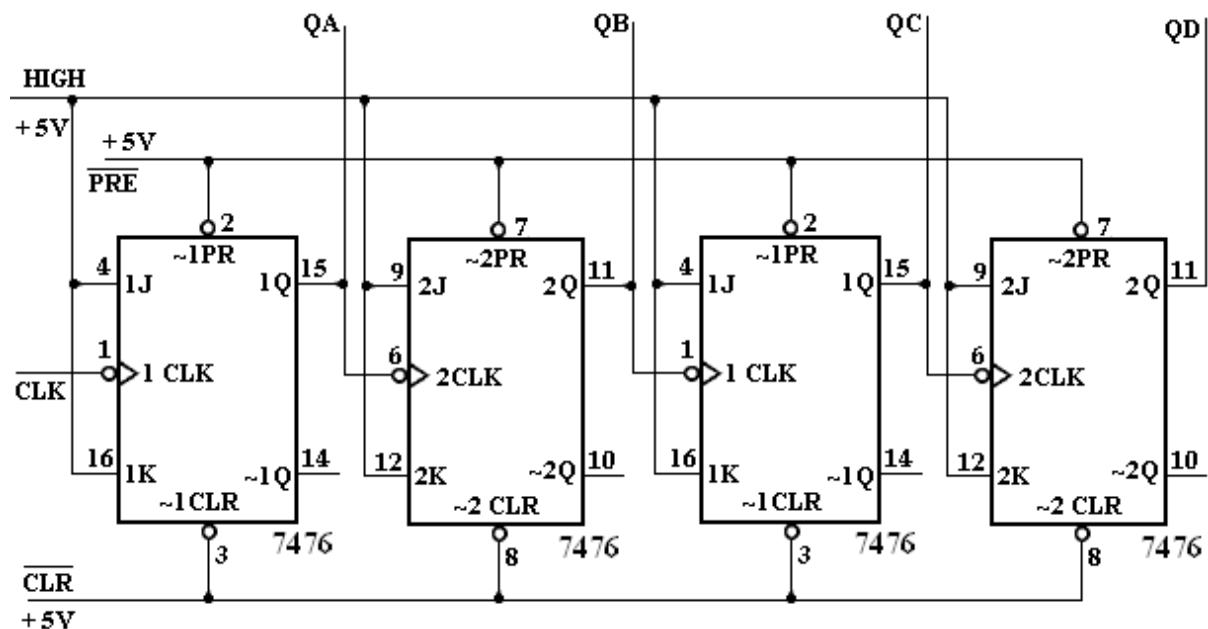 QA QB QC QD
HIGH
+5V
+5V
PRE
2 7 2 7
~1PR ~2PR ~1PR ~2PR
4 1J 1Q 15 9 2J 2Q 11 4 1J 1Q 15 9 2J 2Q 11
1 1 CLK 6 2CLK 1 1 CLK 6 2CLK
CLK
16 1K ~1Q 14 12 2K ~2Q 10 16 1K ~1Q 14 12 2K ~2Q 10
~1CLR ~2 CLR ~1CLR ~2 CLR
3 7476 8 7476 3 7476 8 7476
CLR
+5V